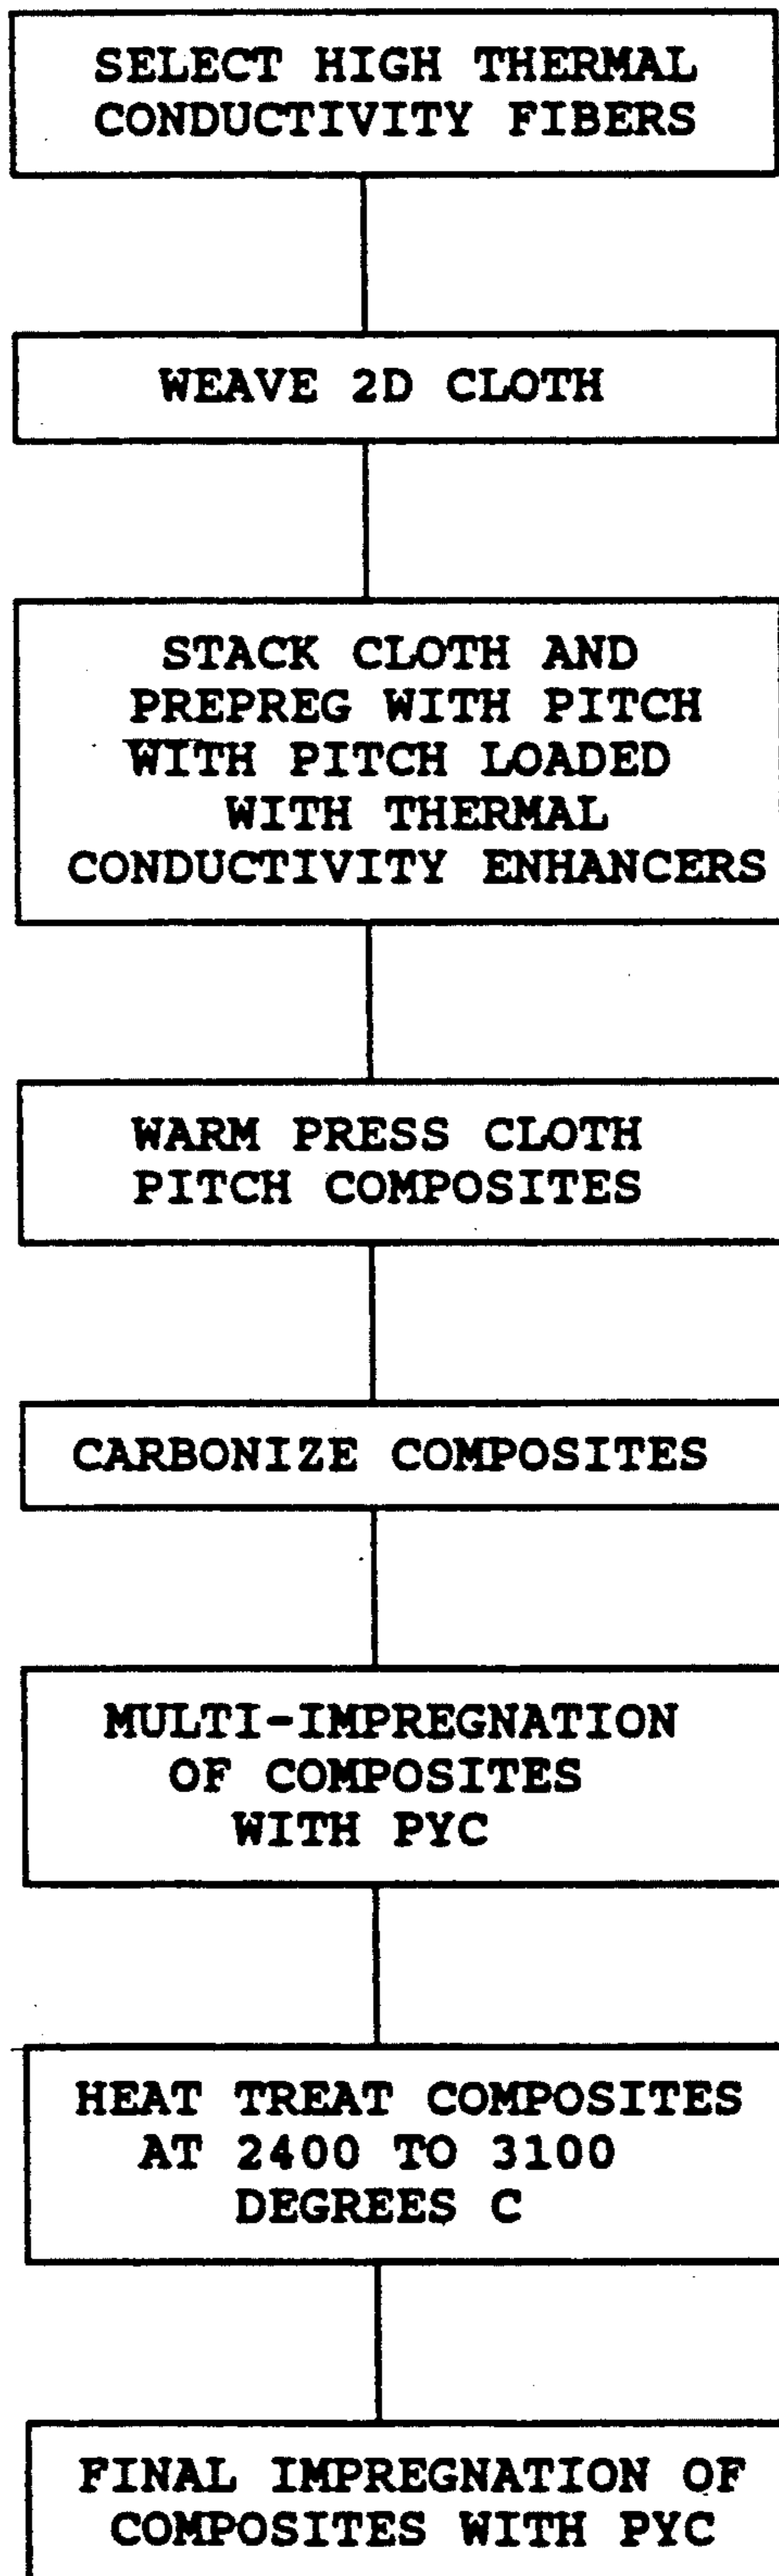 SELECT HIGH THERMAL
CONDUCTIVITY FIBERS
WEAVE 2D CLOTH
STACK CLOTH AND
PREPREG WITH PITCH
WITH PITCH LOADED
WITH THERMAL
CONDUCTIVITY ENHANCERS
WARM PRESS CLOTH
PITCH COMPOSITES
CARBONIZE COMPOSITES
MULTI-IMPREGNATION
OF COMPOSITES
WITH PYC
HEAT TREAT COMPOSITES
AT 2400 TO 3100
DEGREES C
FINAL IMPREGNATION OF
COMPOSITES WITH PYC